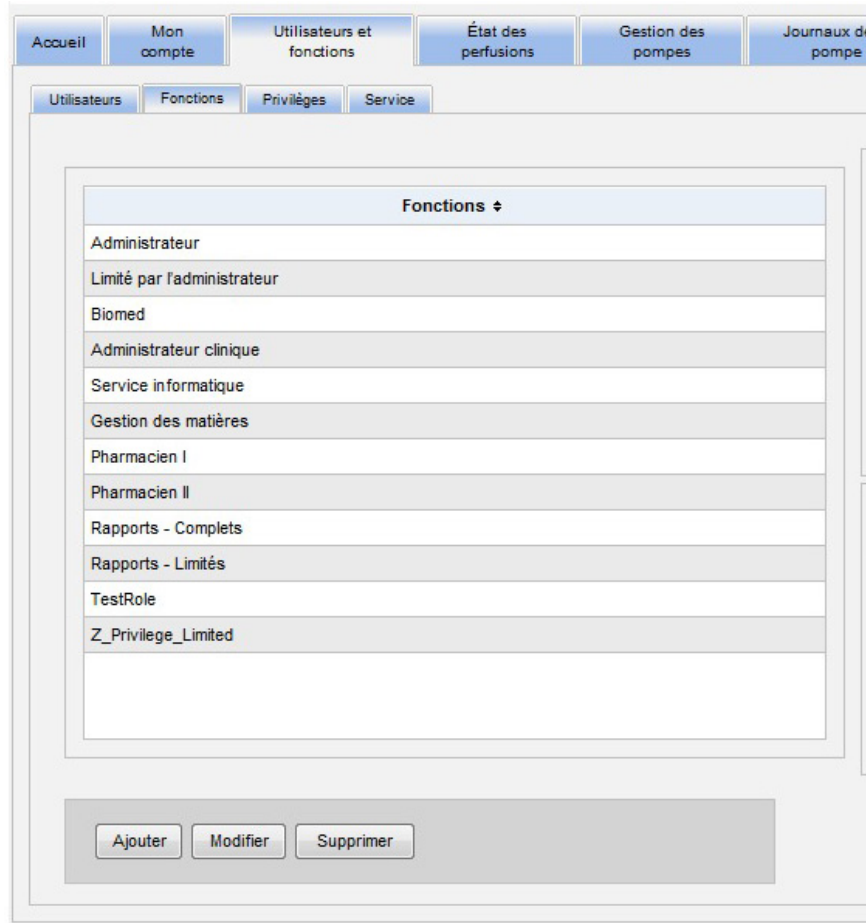 Accueil
Mon
compte
Utilisateurs et
fonctions
État des
perfusions
Gestion des
pompes
Journaux d
pompe
Utilisateurs
Fonctions
Privilèges
Service
Fonctions
Administrateur
Limité par l'administrateur
Biomed
Administrateur clinique
Service informatique
Gestion des matières
Pharmacien I
Pharmacien II
Rapports - Complets
Rapports - Limités
TestRole
Z_Privilege_Limited
Ajouter
Modifier
Supprimer